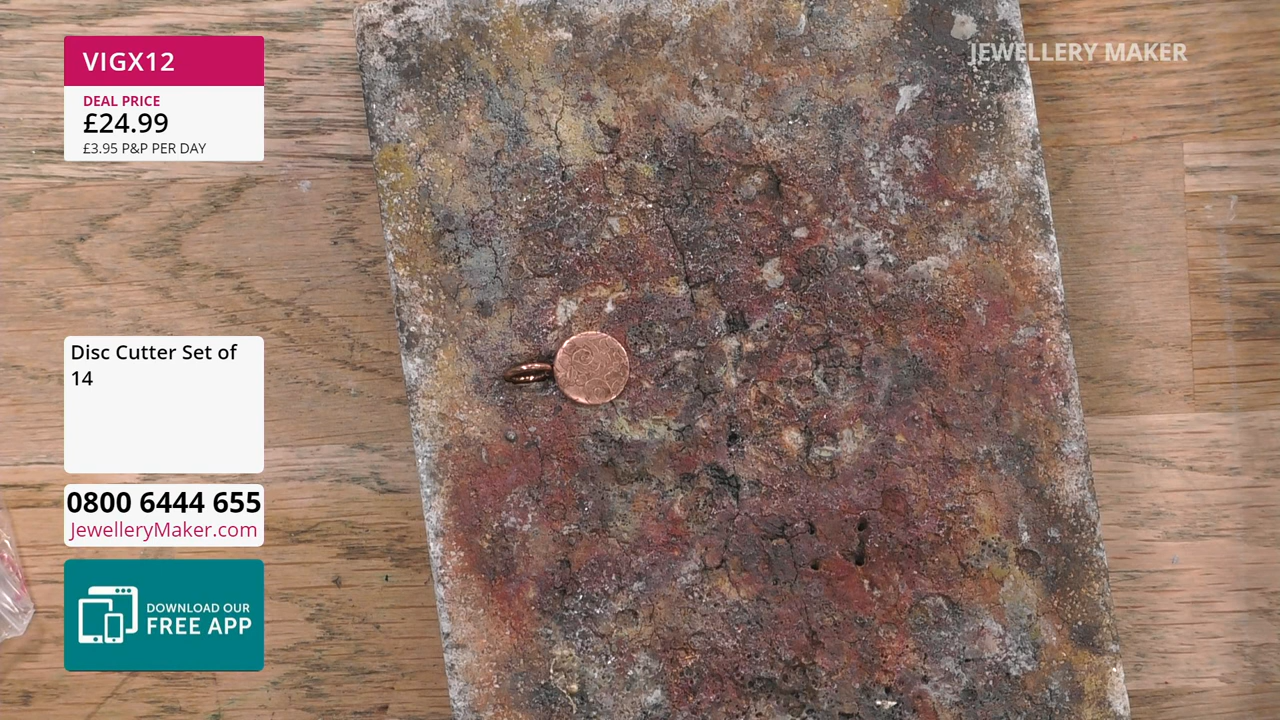 VIGX12
DEAL PRICE
£24.99
£3.95 P&P PER DAY
JEWELLERY MAKER
Disc Cutter Set of
14
0800 6444 655
JewelleryMaker.com
DOWNLOAD OUR
FREE APP